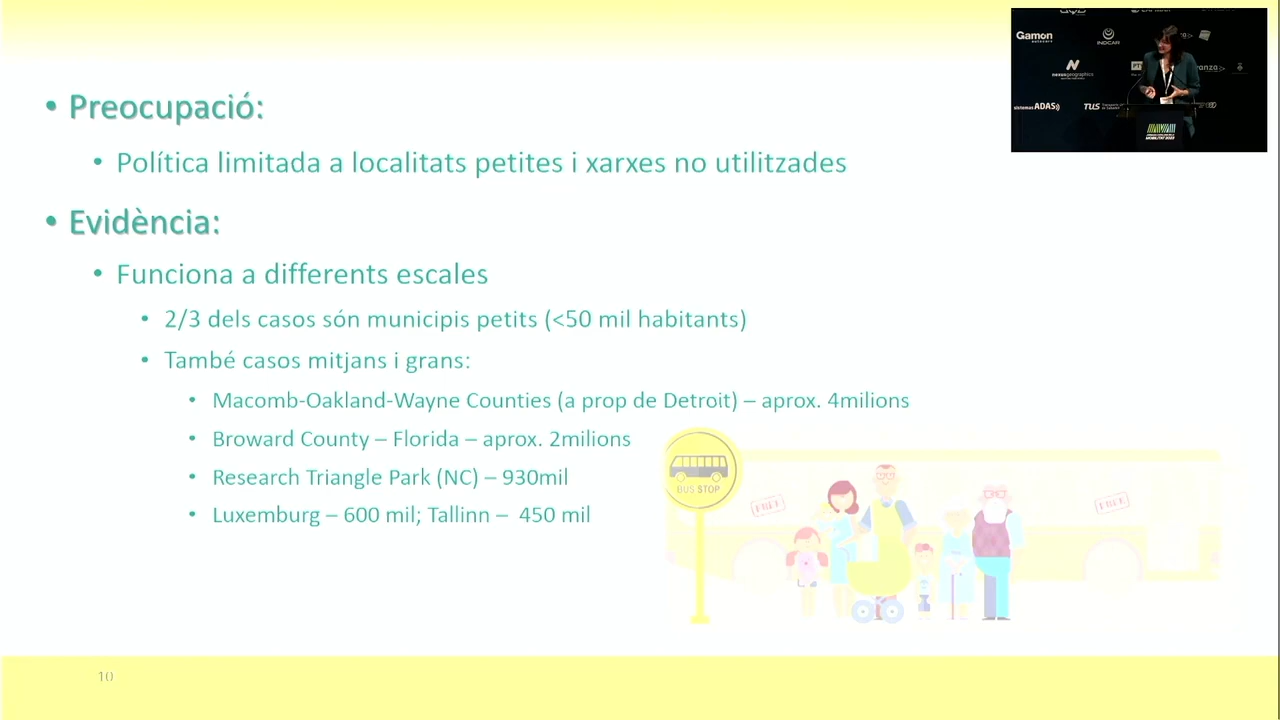 • Preocupació:
• Política limitada a localitats petites i xarxes no utilitzades
• Evidència:
• Funciona a differents escales
• 2/3 dels casos són municipis petits (<50 mil habitants)
• També casos mitjans i grans:
• Macomb-Oakland-Wayne Counties (a prop de Detroit) – aprox. 4milions
• Broward County – Florida – aprox. 2milions
• Research Triangle Park (NC) – 930mil
• Luxemburg – 600 mil; Tallinn – 450 mil
BUS STOP
FREE
FREE
10
Gamon
INDCAR
nexusgeographics
sistemas ADAS
TUS